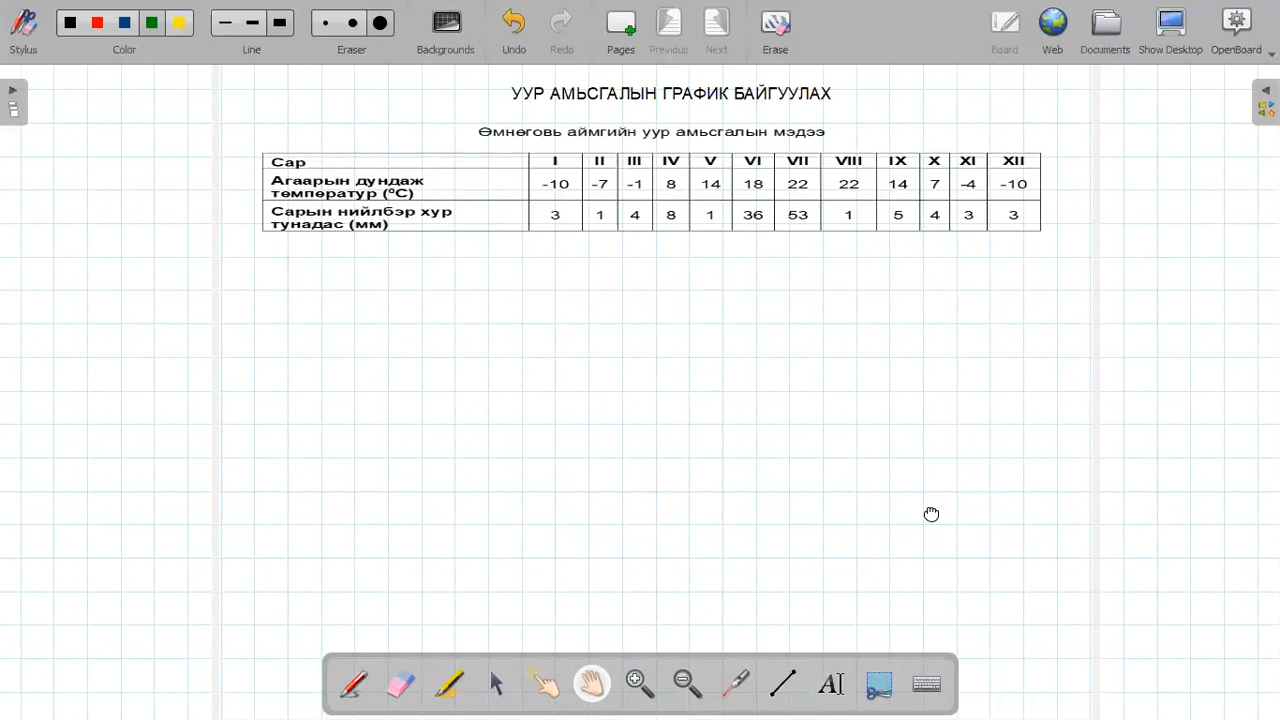 Stylus Color Line Eraser Backgrounds Undo Redo Pages Previous Next Erase Board Web Documents Show Desktop OpenBoard
УУР АМЬСГАЛЫН ГРАФИК БАЙГУУЛАХ
Өмнөговь аймгийн уур амьсгалын мэдээ
Сар I II III IV V VI VII VIII IX X XI XII
Агаарын дундаж
температур (°C) -10 -7 -1 8 14 18 22 22 14 7 -4 -10
Сарын нийлбэр хур
тунадас (мм) 3 1 4 8 1 36 53 1 5 4 3 3